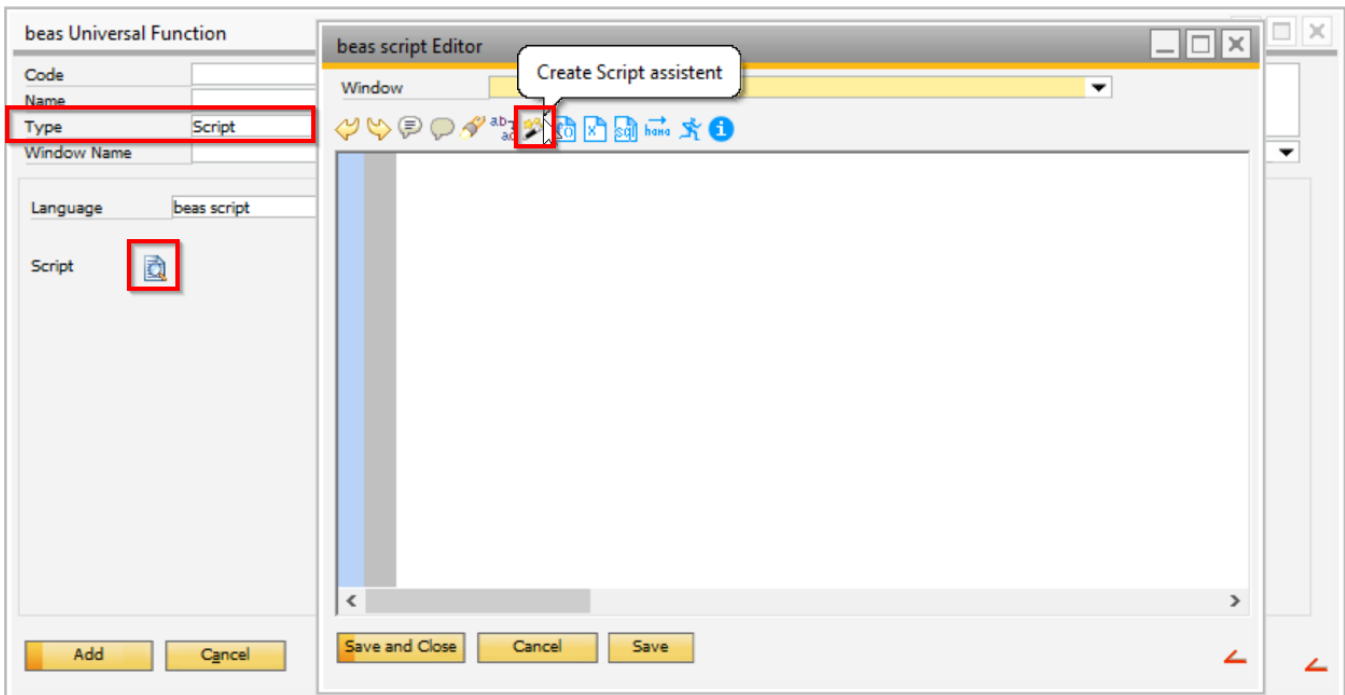 beas Universal Function
Code
Name
Type Script
Window Name
Language beas script
Script
Add Cancel
beas script Editor
Create Script assistent
Window
sql
hana
Save and Close Cancel Save